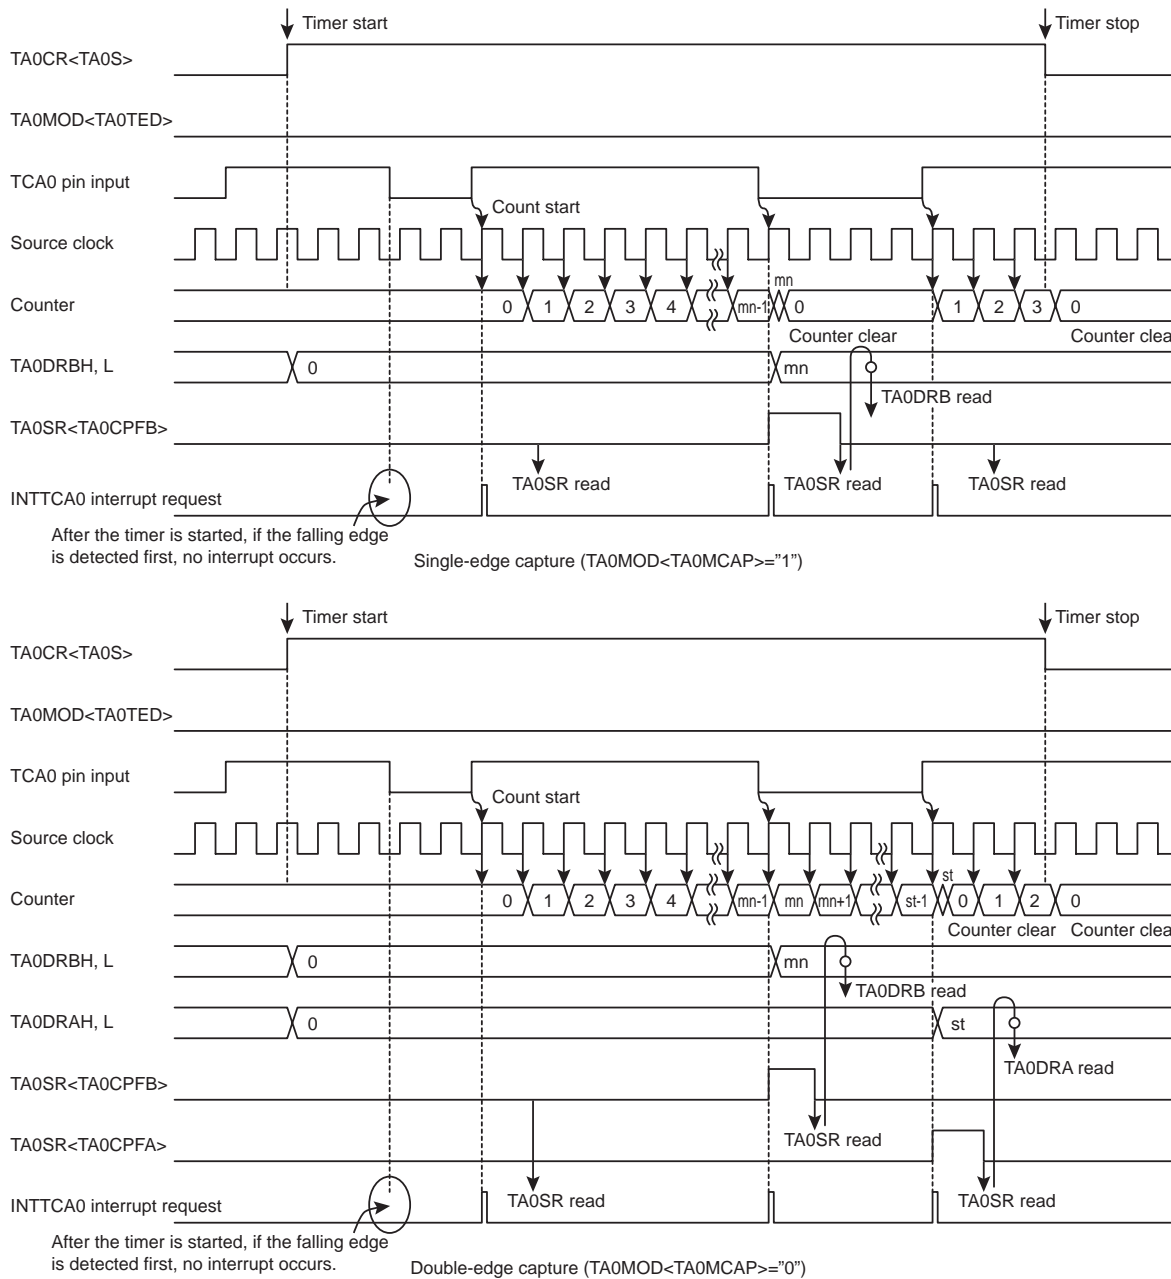 Timer start
Timer stop
TA0CR<TA0S>
TA0MOD<TA0TED>
TCA0 pin input
Count start
Source clock
mn
Counter
0 1 2 3 4 mn-1 0 1 2 3 0
Counter clear
Counter clea
TA0DRBH, L
0
mn
TA0DRB read
TA0SR<TA0CPFB>
TA0SR read
TA0SR read
TA0SR read
INTTCA0 interrupt request
After the timer is started, if the falling edge
is detected first, no interrupt occurs.
Single-edge capture (TA0MOD<TA0MCAP>="1")
Timer start
Timer stop
TA0CR<TA0S>
TA0MOD<TA0TED>
TCA0 pin input
Count start
Source clock
st
Counter
0 1 2 3 4 mn-1 mn mn+1 st-1 0 1 2 0
Counter clear
Counter clea
TA0DRBH, L
0
mn
TA0DRB read
TA0DRAH, L
0
st
TA0DRA read
TA0SR<TA0CPFB>
TA0SR read
TA0SR<TA0CPFA>
TA0SR read
TA0SR read
INTTCA0 interrupt request
After the timer is started, if the falling edge
is detected first, no interrupt occurs.
Double-edge capture (TA0MOD<TA0MCAP>="0")